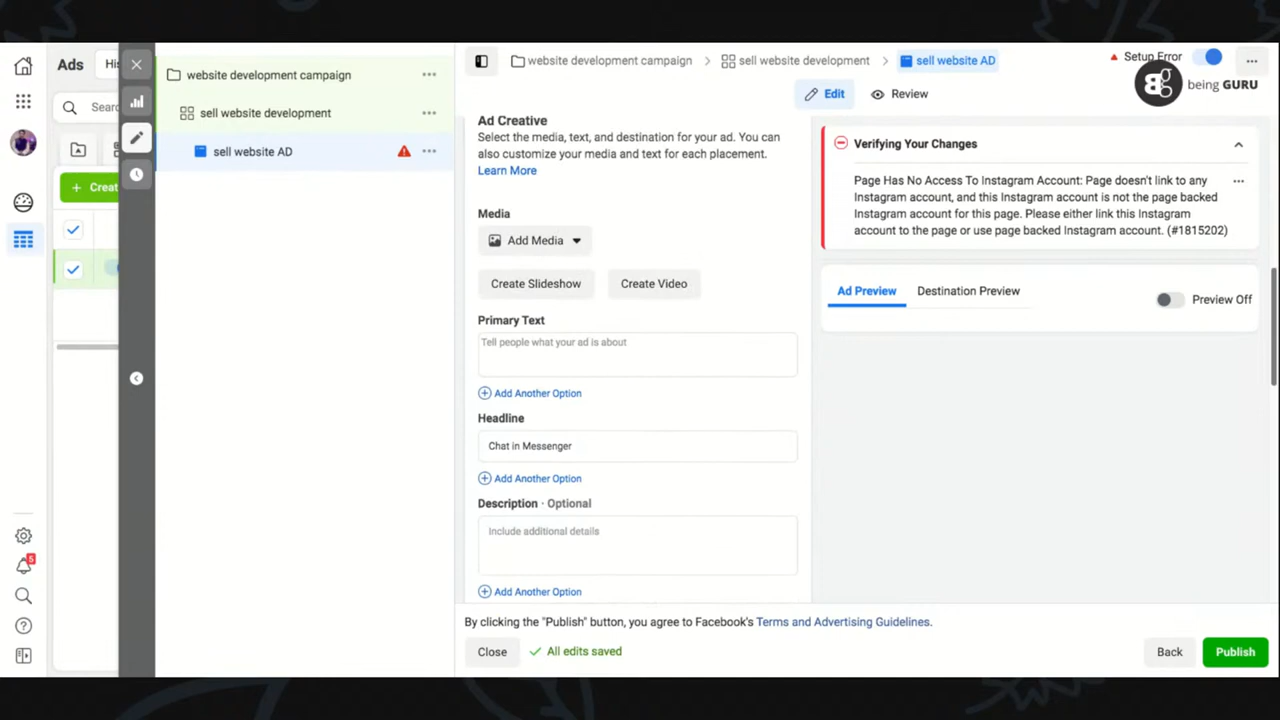 Ads
His
Searc
Creat
website development campaign
sell website development
sell website AD
website development campaign
sell website development
sell website AD
Setup Error
being GURU
Edit
Review
Ad Creative
Select the media, text, and destination for your ad. You can
also customize your media and text for each placement.
Learn More
Media
Add Media
Create Slideshow
Create Video
Primary Text
Tell people what your ad is about
Add Another Option
Headline
Chat in Messenger
Add Another Option
Description · Optional
Include additional details
Add Another Option
Verifying Your Changes
Page Has No Access To Instagram Account: Page doesn't link to any
Instagram account, and this Instagram account is not the page backed
Instagram account for this page. Please either link this Instagram
account to the page or use page backed Instagram account. (#1815202)
Ad Preview
Destination Preview
Preview Off
5
By clicking the "Publish" button, you agree to Facebook's Terms and Advertising Guidelines.
Close
All edits saved
Back
Publish